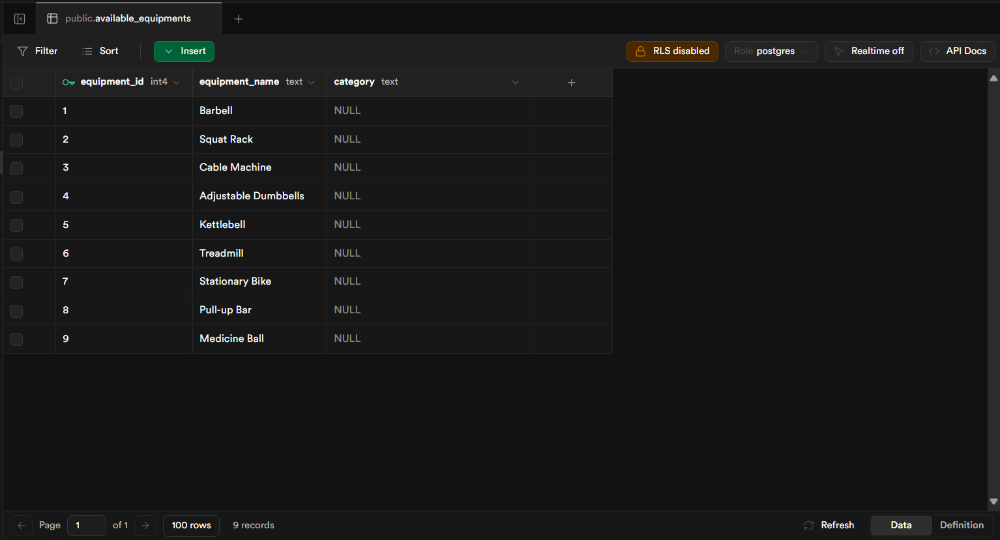 public.available_equipments
Filter Sort Insert RLS disabled Role postgres Realtime off API Docs
equipment_id int4 equipment_name text category text
1 Barbell NULL
2 Squat Rack NULL
3 Cable Machine NULL
4 Adjustable Dumbbells NULL
5 Kettlebell NULL
6 Treadmill NULL
7 Stationary Bike NULL
8 Pull-up Bar NULL
9 Medicine Ball NULL
Page 1 of 1 100 rows 9 records Refresh Data Definition